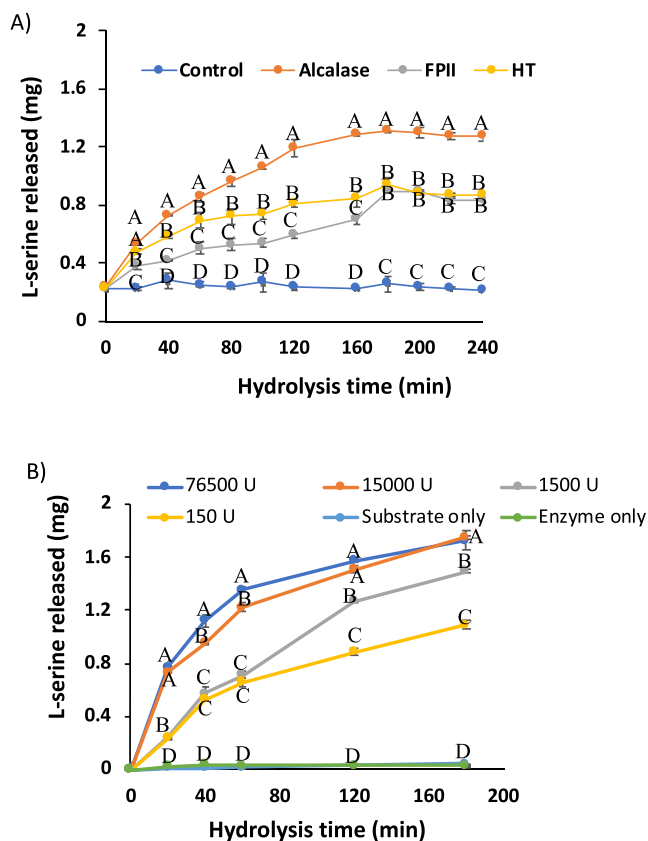 A)
L-serine released (mg)
2
1.6
1.2
0.8
0.4
0
Control Alcalase FPII HT
A A A A A A A A A A A
B B B B B B B B B B
B C C C C C C B B B B
C D D D D D D C C C C
0 40 80 120 160 200 240
Hydrolysis time (min)
B)
76500 U 15000 U 1500 U
150 U Substrate only Enzyme only
L-serine released (mg)
2
1.6
1.2
0.8
0.4
0
A A A A A
A B B A
B C C B B
C C C C
D D D D D
0 40 80 120 160 200
Hydrolysis time (min)